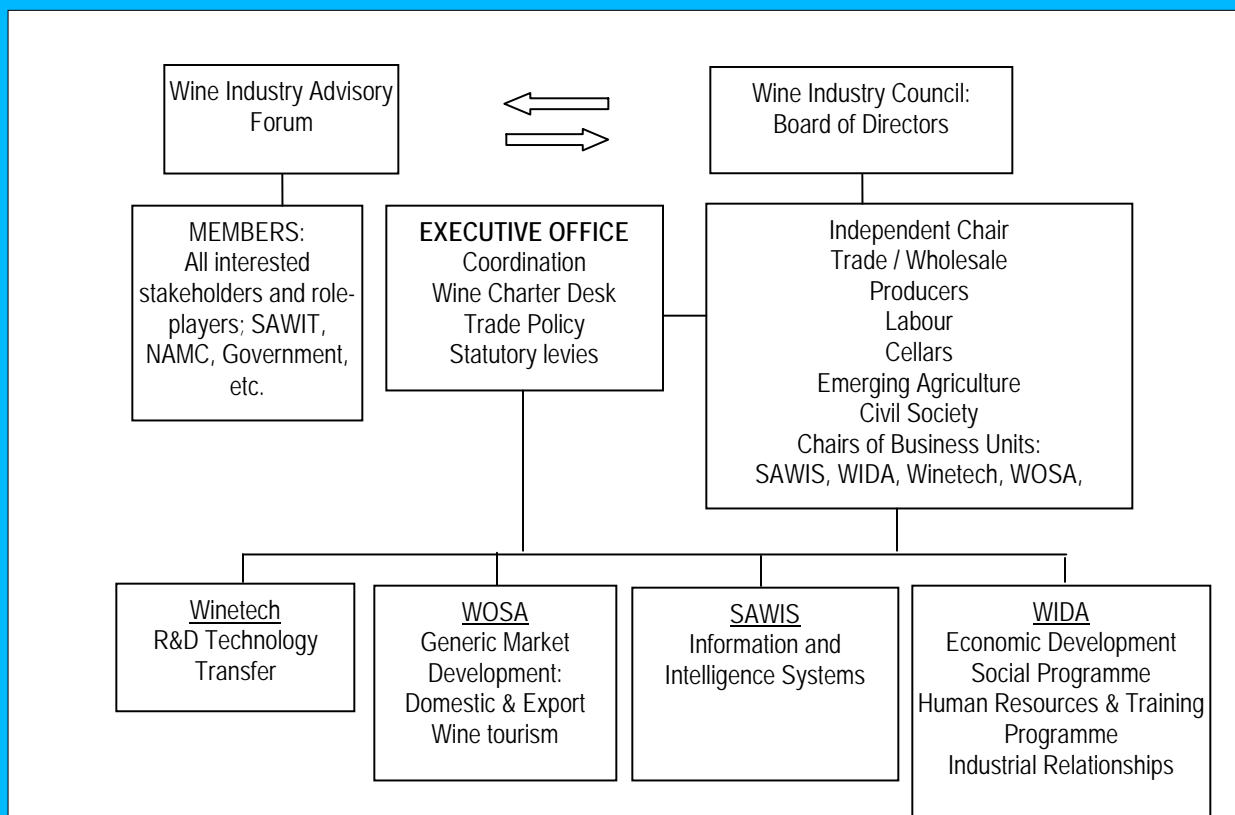 Wine Industry Advisory
Forum
Wine Industry Council:
Board of Directors
MEMBERS:
All interested
stakeholders and role-
players; SAWIT,
NAMC, Government,
etc.
EXECUTIVE OFFICE
Coordination
Wine Charter Desk
Trade Policy
Statutory levies
Independent Chair
Trade / Wholesale
Producers
Labour
Cellars
Emerging Agriculture
Civil Society
Chairs of Business Units:
SAWIS, WIDA, Winetech, WOSA,
Winetech
R&D Technology
Transfer
WOSA
Generic Market
Development:
Domestic & Export
Wine tourism
SAWIS
Information and
Intelligence Systems
WIDA
Economic Development
Social Programme
Human Resources & Training
Programme
Industrial Relationships